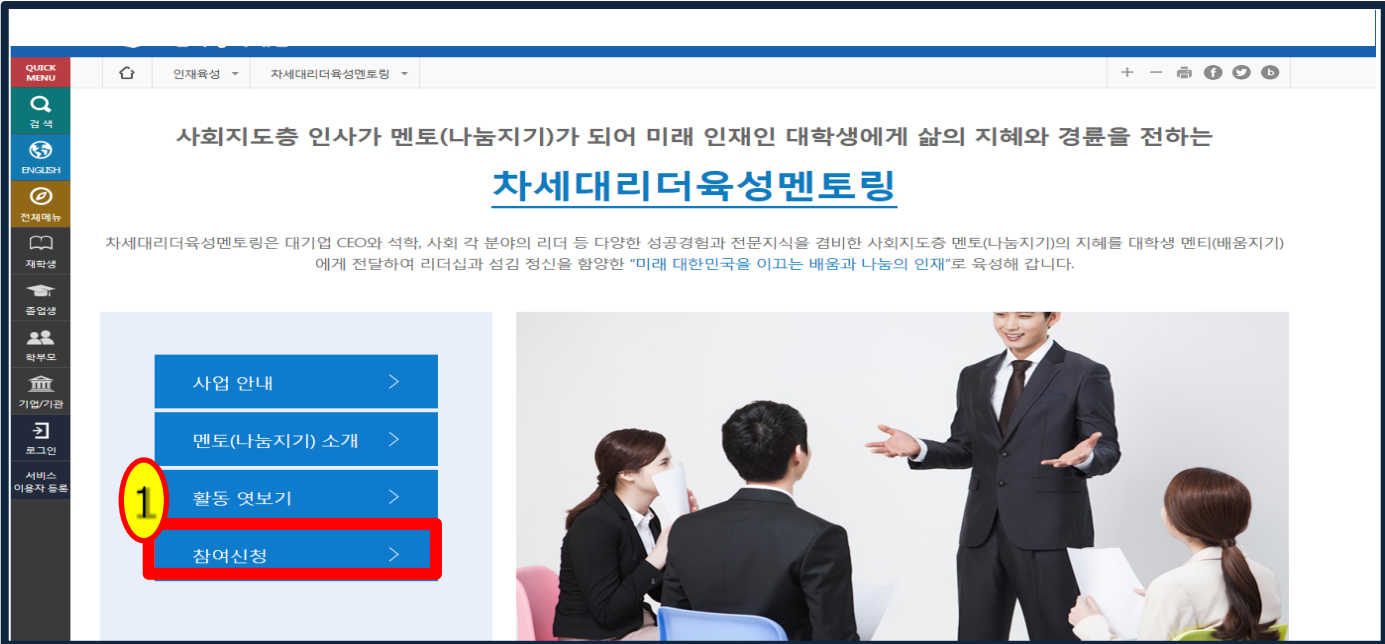 QUICK
MENU
인재육성
차세대리더육성멘토링
검 색
ENGLISH
전체메뉴
재학생
졸업생
학부모
기업/기관
로그인
서비스
이용자 등록
사회지도층 인사가 멘토(나눔지기)가 되어 미래 인재인 대학생에게 삶의 지혜와 경륜을 전하는
차세대리더육성멘토링
차세대리더육성멘토링은 대기업 CEO와 석학, 사회 각 분야의 리더 등 다양한 성공경험과 전문지식을 겸비한 사회지도층 멘토(나눔지기)의 지혜를 대학생 멘티(배움지기)
에게 전달하여 리더십과 섬김 정신을 함양한 “미래 대한민국을 이끄는 배움과 나눔의 인재”로 육성해 갑니다.
사업 안내
멘토(나눔지기) 소개
활동 엿보기
1
참여신청